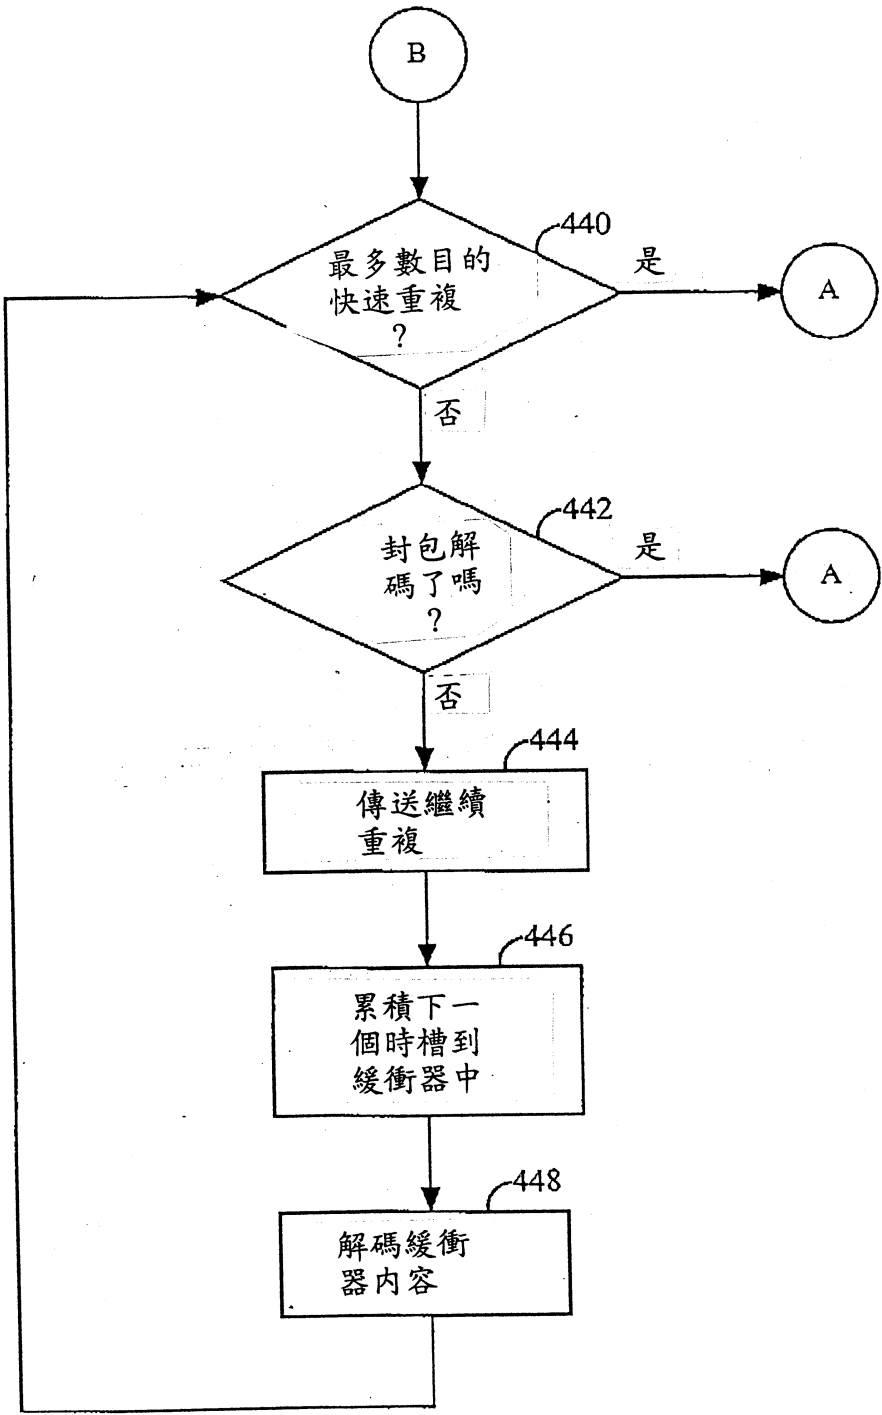 B
440
最多數目的
快速重複
?
是
A
否
442
封包解
碼了嗎
?
是
A
否
444
傳送繼續
重複
446
累積下一
個時槽到
緩衝器中
448
解碼緩衝
器內容